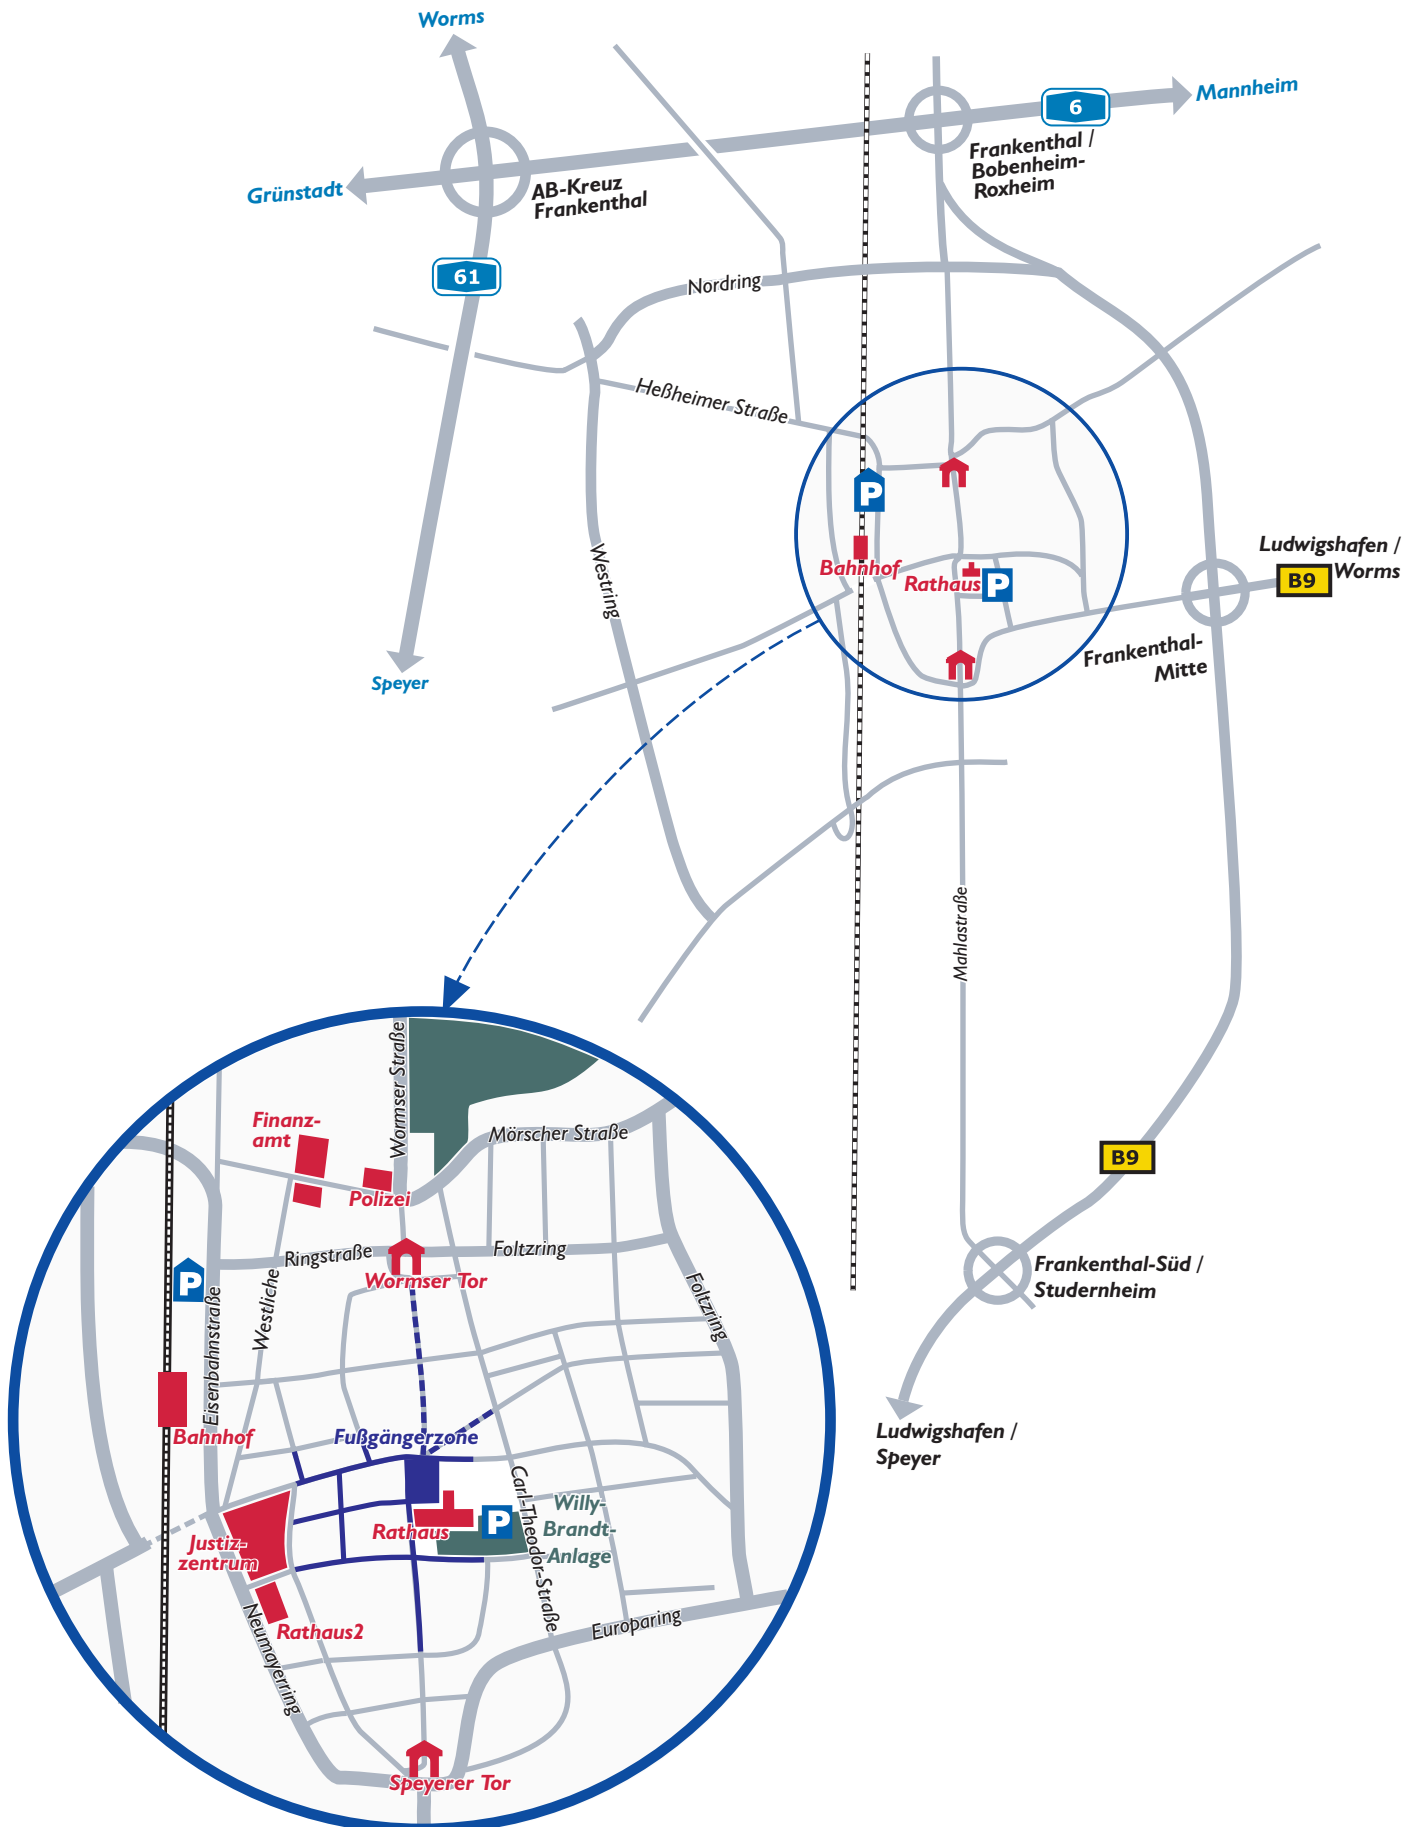 Worms
6
Mannheim
Grünstadt
AB-Kreuz
Frankenthal
Frankenthal /
Bobenheim-
Roxheim
61
Nordring
Heßheimer Straße
P
Westring
Bahnhof
Rathaus
P
Ludwigshafen /
Worms
B9
Frankenthal-
Mitte
Speyer
Mahlastraße
B9
Frankenthal-Süd /
Studernheim
Ludwigshafen /
Speyer
Wormser Straße
Finanz-
amt
Mörscher Straße
Polizei
Ringstraße
Foltzring
Wormser Tor
P
Eisenbahnstraße
Westliche
Foltzring
Bahnhof
Fußgängerzone
Carl-Theodor-Straße
Willy-
Brandt-
Anlage
P
Rathaus
Justiz-
zentrum
Rathaus2
Neumayerring
Europaring
Speyerer Tor